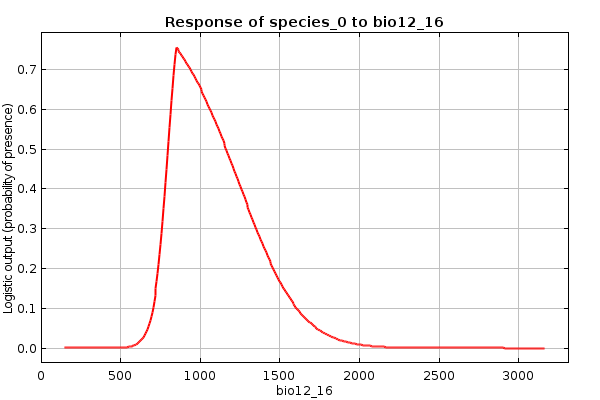 Response of species_0 to bio12_16
Logistic output (probability of presence)
0.7
0.6
0.5
0.4
0.3
0.2
0.1
0.0
0 500 1000 1500 2000 2500 3000
bio12_16